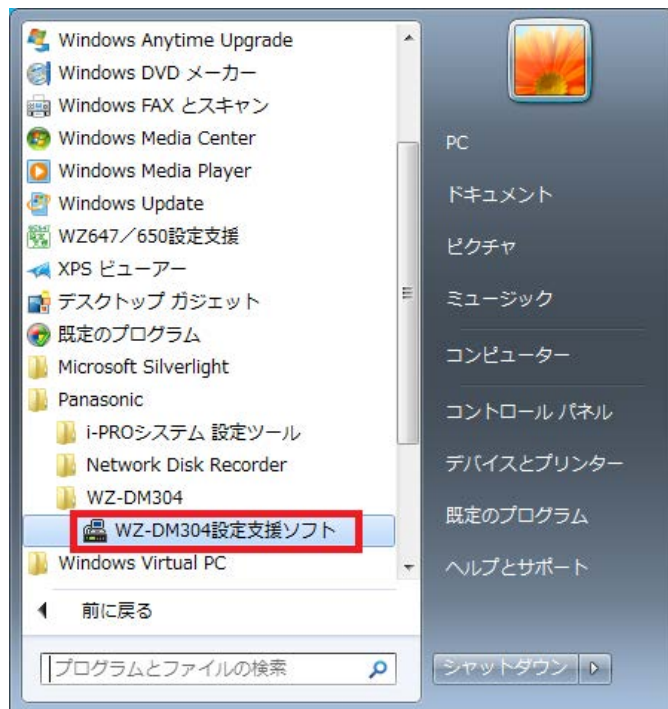 Windows Anytime Upgrade
Windows DVD メーカー
Windows FAX とスキャン
Windows Media Center
Windows Media Player
Windows Update
WZ647／650設定支援
XPS ビューアー
デスクトップ ガジェット
既定のプログラム
Microsoft Silverlight
Panasonic
i-PROシステム 設定ツール
Network Disk Recorder
WZ-DM304
WZ-DM304設定支援ソフト
Windows Virtual PC
前に戻る
プログラムとファイルの検索
PC
ドキュメント
ピクチャ
ミュージック
コンピューター
コントロール パネル
デバイスとプリンター
既定のプログラム
ヘルプとサポート
シャットダウン